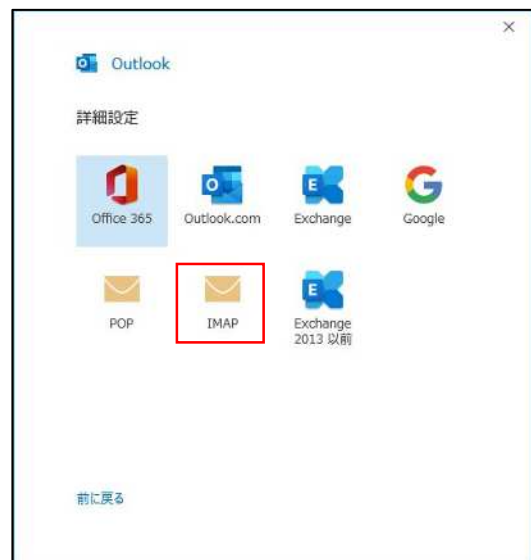 Outlook
詳細設定
Office 365
Outlook.com
Exchange
Google
POP
IMAP
Exchange
2013 以前
前に戻る